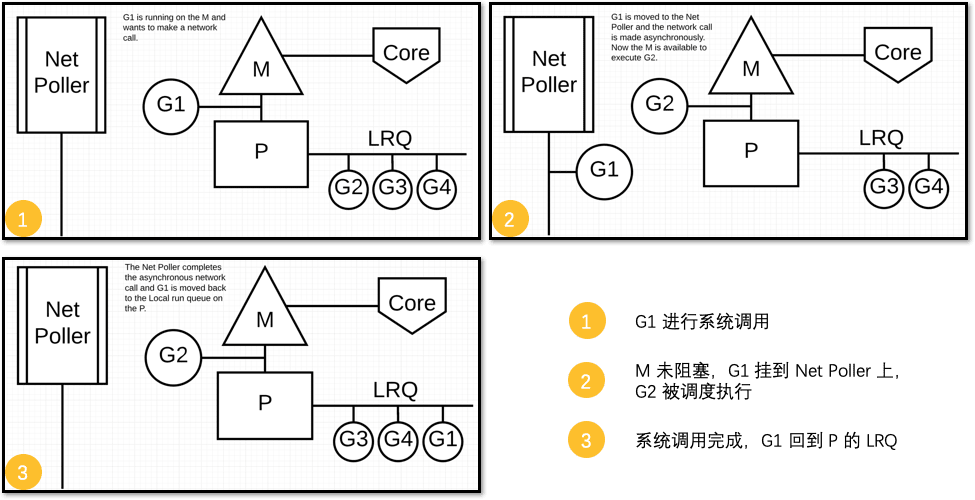 Net
Poller
G1 is running on the M and
wants to make a network
call.
M
Core
G1
P
LRQ
G2
G3
G4
1
Net
Poller
G1 is moved to the Net
Poller and the network call
is made asynchronously.
Now the M is available to
execute G2.
M
Core
G2
P
LRQ
G1
G3
G4
2
Net
Poller
The Net Poller completes
the asynchronous network
call and G1 is moved back
to the Local run queue on
the P.
M
Core
G2
P
LRQ
G3
G4
G1
3
1
G1 进行系统调用
2
M 未阻塞，G1 挂到 Net Poller 上，
G2 被调度执行
3
系统调用完成，G1 回到 P 的 LRQ